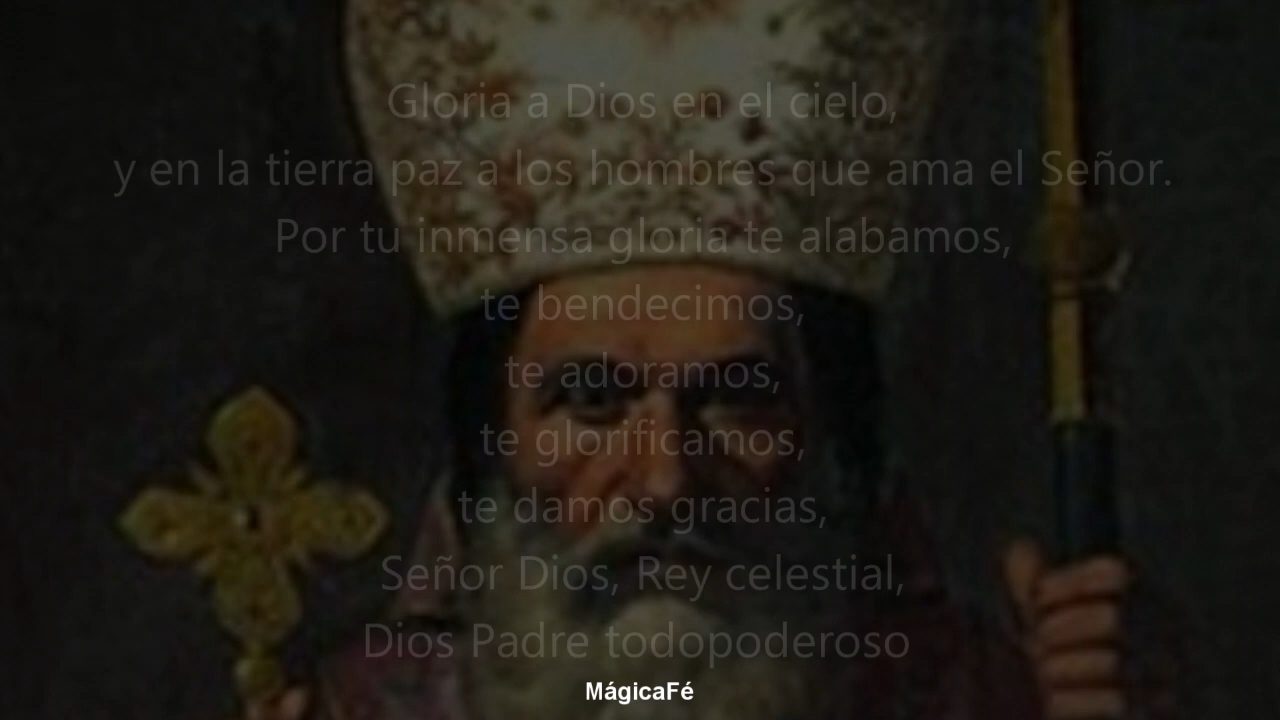 Gloria a Dios en el cielo,
y en la tierra paz a los hombres que ama el Señor.
Por tu inmensa gloria te alabamos,
te bendecimos,
te adoramos,
te glorificamos,
te damos gracias,
Señor Dios, Rey celestial,
Dios Padre todopoderoso
MágicaFé